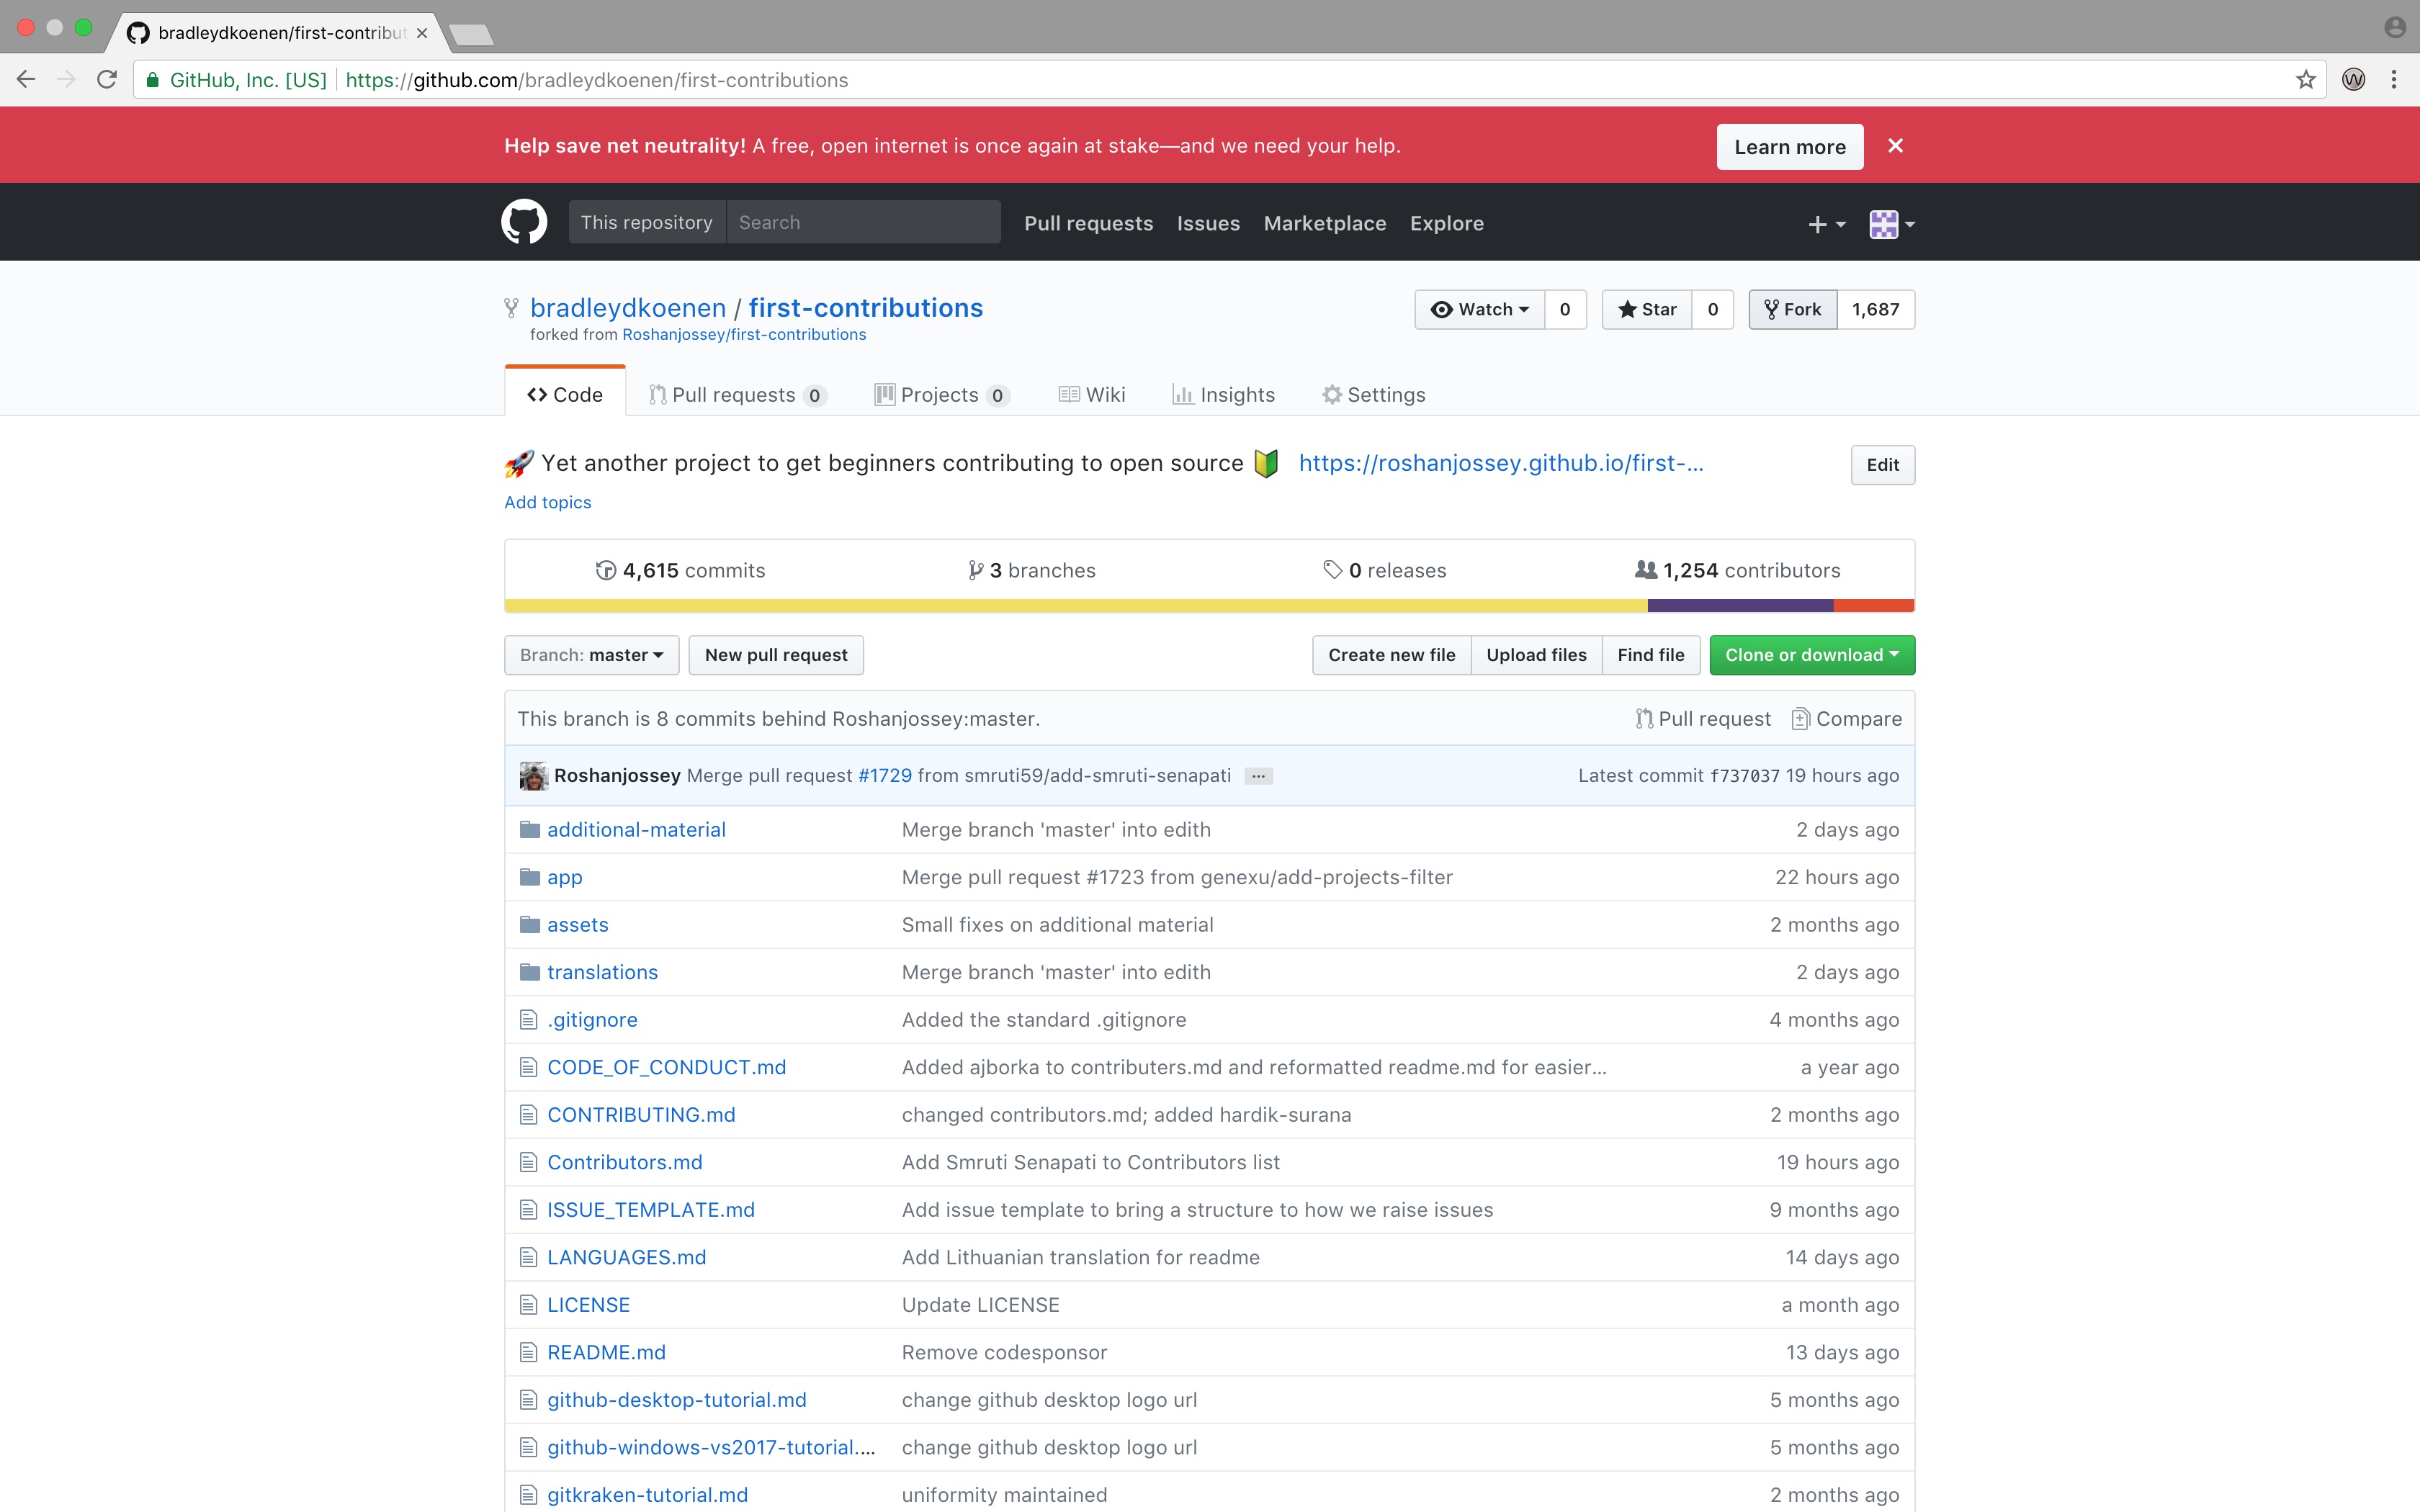 bradleydkoenen/first-contribut
GitHub, Inc. [US] https://github.com/bradleydkoenen/first-contributions
Help save net neutrality! A free, open internet is once again at stake—and we need your help. Learn more
This repository Search Pull requests Issues Marketplace Explore
bradleydkoenen / first-contributions Watch 0 Star 0 Fork 1,687
forked from Roshanjossey/first-contributions
Code Pull requests 0 Projects 0 Wiki Insights Settings
🚀 Yet another project to get beginners contributing to open source 🔰 https://roshanjossey.github.io/first-... Edit
Add topics
4,615 commits 3 branches 0 releases 1,254 contributors
Branch: master New pull request Create new file Upload files Find file Clone or download
This branch is 8 commits behind Roshanjossey:master. Pull request Compare
Roshanjossey Merge pull request #1729 from smruti59/add-smruti-senapati ... Latest commit f737037 19 hours ago
additional-material Merge branch 'master' into edith 2 days ago
app Merge pull request #1723 from genexu/add-projects-filter 22 hours ago
assets Small fixes on additional material 2 months ago
translations Merge branch 'master' into edith 2 days ago
.gitignore Added the standard .gitignore 4 months ago
CODE_OF_CONDUCT.md Added ajborka to contributers.md and reformatted readme.md for easier... a year ago
CONTRIBUTING.md changed contributors.md; added hardik-surana 2 months ago
Contributors.md Add Smruti Senapati to Contributors list 19 hours ago
ISSUE_TEMPLATE.md Add issue template to bring a structure to how we raise issues 9 months ago
LANGUAGES.md Add Lithuanian translation for readme 14 days ago
LICENSE Update LICENSE a month ago
README.md Remove codesponsor 13 days ago
github-desktop-tutorial.md change github desktop logo url 5 months ago
github-windows-vs2017-tutorial.... change github desktop logo url 5 months ago
gitkraken-tutorial.md uniformity maintained 2 months ago